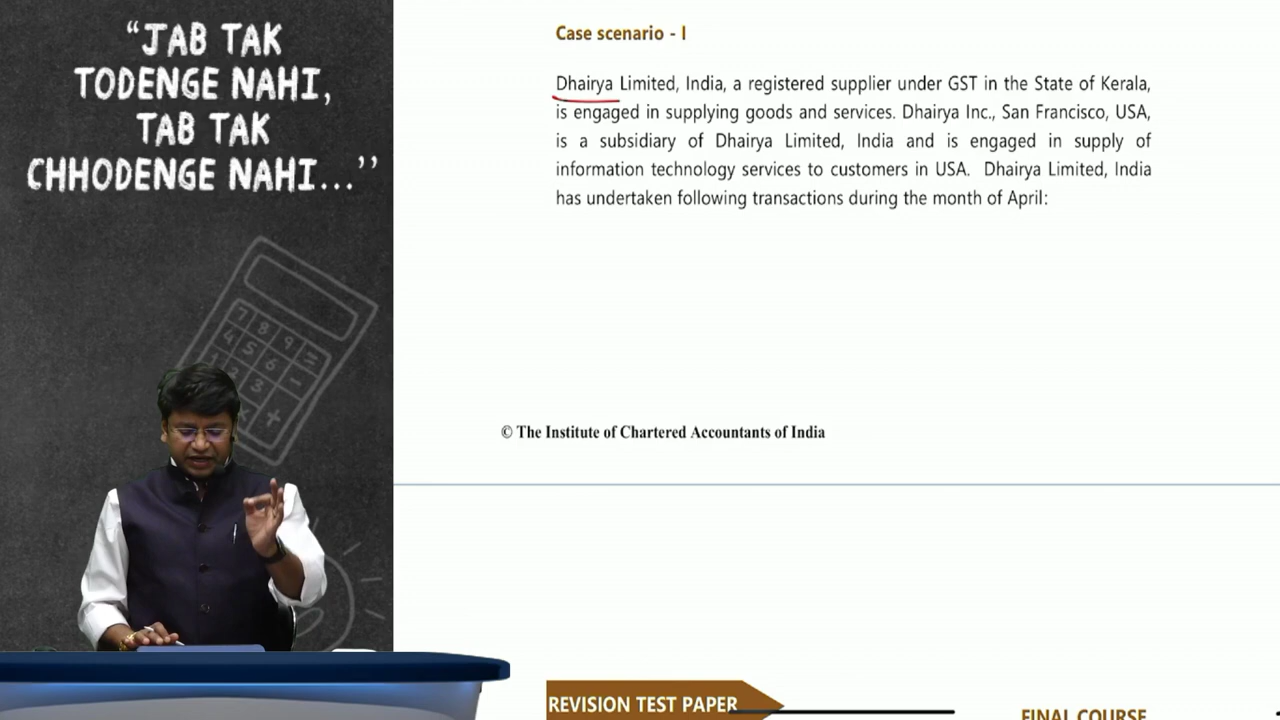 “JAB TAK
TODENGE NAHI,
TAB TAK
CHHODENGE NAHI...’’
Case scenario - I
Dhairya Limited, India, a registered supplier under GST in the State of Kerala,
is engaged in supplying goods and services. Dhairya Inc., San Francisco, USA,
is a subsidiary of Dhairya Limited, India and is engaged in supply of
information technology services to customers in USA. Dhairya Limited, India
has undertaken following transactions during the month of April:
© The Institute of Chartered Accountants of India
REVISION TEST PAPER
FINAL COURSE